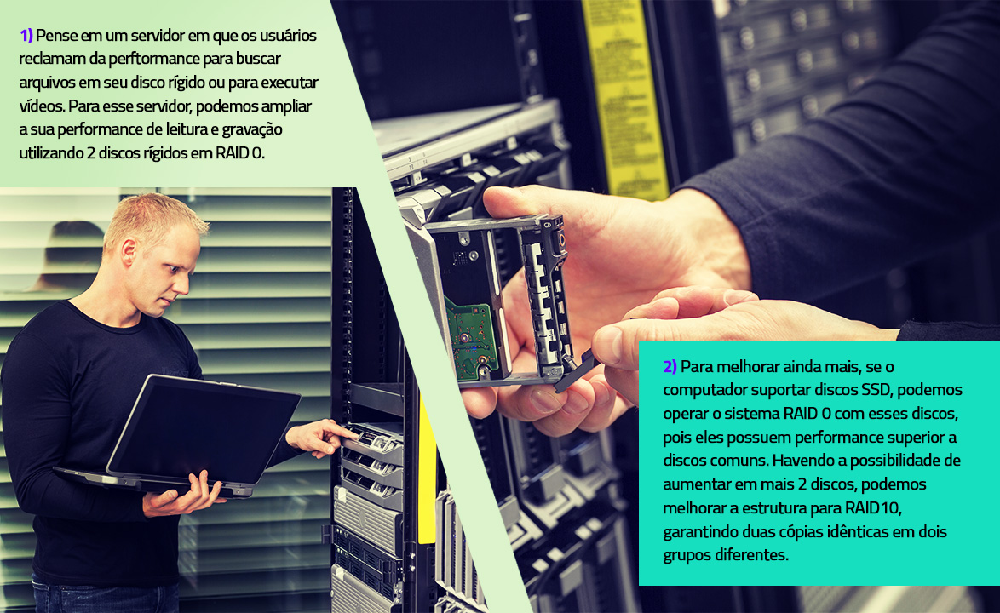 1) Pense em um servidor em que os usuários
reclamam da perftormance para buscar
arquivos em seu disco rígido ou para executar
vídeos. Para esse servidor, podemos ampliar
a sua performance de leitura e gravação
utilizando 2 discos rígidos em RAID 0.
2) Para melhorar ainda mais, se o
computador suportar discos SSD, podemos
operar o sistema RAID 0 com esses discos,
pois eles possuem performance superior a
discos comuns. Havendo a possibilidade de
aumentar em mais 2 discos, podemos
melhorar a estrutura para RAID10,
garantindo duas cópias idênticas em dois
grupos diferentes.